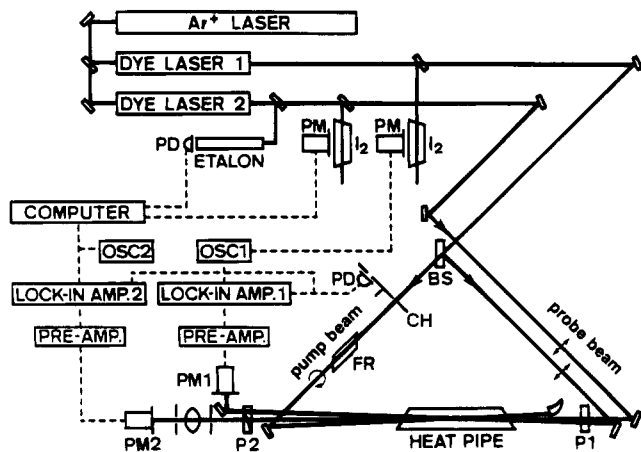 Ar⁺ LASER
DYE LASER 1
DYE LASER 2
PM
PM
PD
I₂
I₂
ETALON
COMPUTER
OSC2
OSC1
BS
PD
LOCK-IN AMP.2
LOCK-IN AMP.1
CH
PRE-AMP.
PRE-AMP.
pump beam
probe beam
FR
PM1
PM2
P2
HEAT PIPE
P1